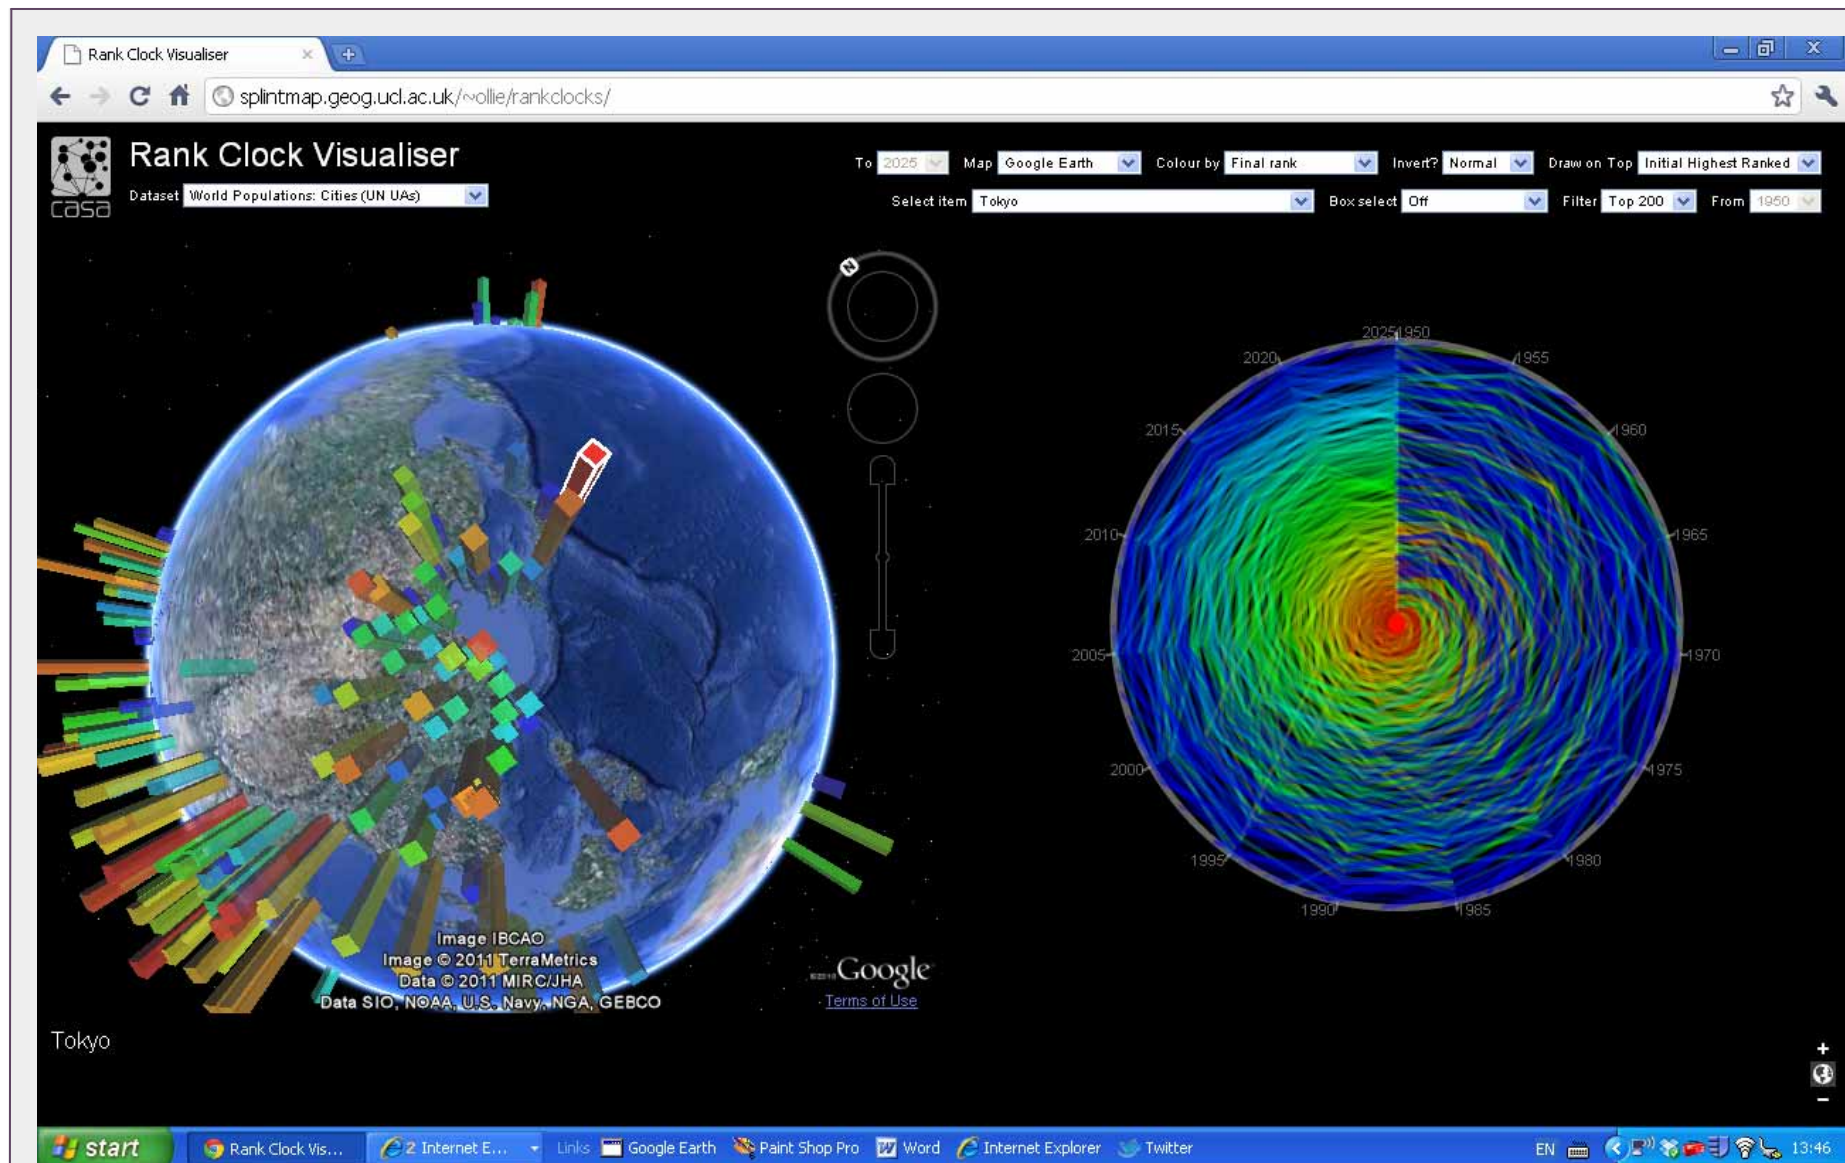 Rank Clock Visualiser
splintmap.geog.ucl.ac.uk/~ollie/rankclocks/
casa
Rank Clock Visualiser
Dataset World Populations: Cities (UN UAs)
To 2025 Map Google Earth Colour by Final rank Invert? Normal Draw on Top Initial Highest Ranked
Select item Tokyo Box select Off Filter Top 200 From 1950
N
2025 1950
2020 1955
2015 1960
2010 1965
2005 1970
2000 1975
1995 1980
1990 1985
Image IBCAO
Image © 2011 TerraMetrics
Data © 2011 MIRC/JHA
Data SIO, NOAA, U.S. Navy, NGA, GEBCO
Google
Terms of Use
Tokyo
+
−
start Rank Clock Vis... 2 Internet E... Links Google Earth Paint Shop Pro Word Internet Explorer Twitter EN 13:46